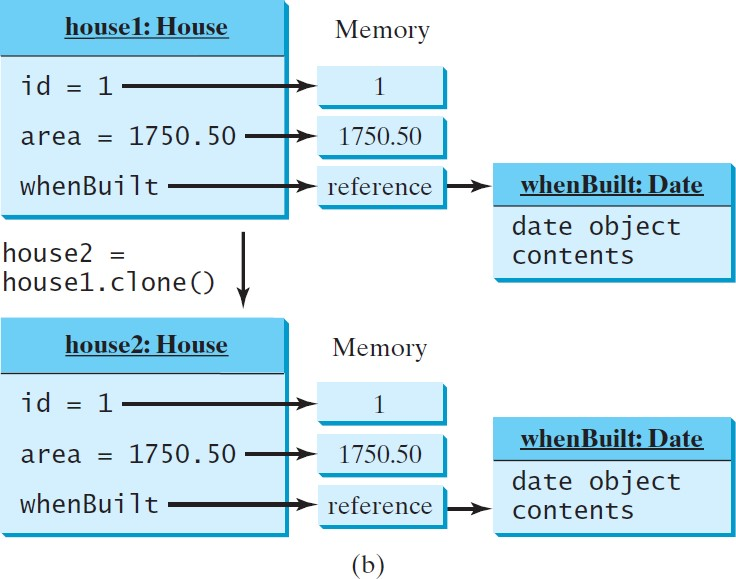 house1: House
Memory
id = 1
1
area = 1750.50
1750.50
whenBuilt
reference
whenBuilt: Date
date object
contents
house2 =
house1.clone()
house2: House
Memory
id = 1
1
area = 1750.50
1750.50
whenBuilt
reference
whenBuilt: Date
date object
contents
(b)